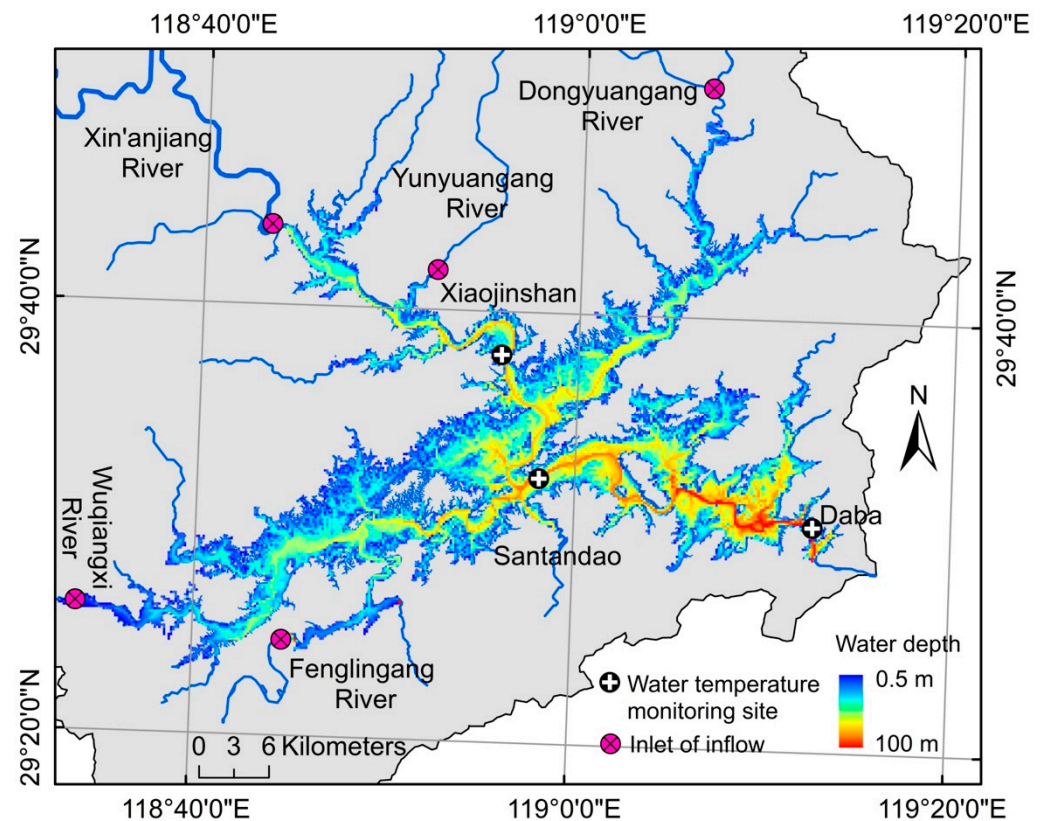 118°40'0"E
119°0'0"E
119°20'0"E
Dongyuangang
River
Xin'anjiang
River
Yunyuangang
River
29°40'0"N
Xiaojinshan
29°40'0"N
N
Wuqiangxi
River
Daba
Santandao
Water depth
Fenglingang
River
Water temperature
monitoring site
0.5 m
100 m
Inlet of inflow
29°20'0"N
0 3 6 Kilometers
118°40'0"E
119°0'0"E
119°20'0"E